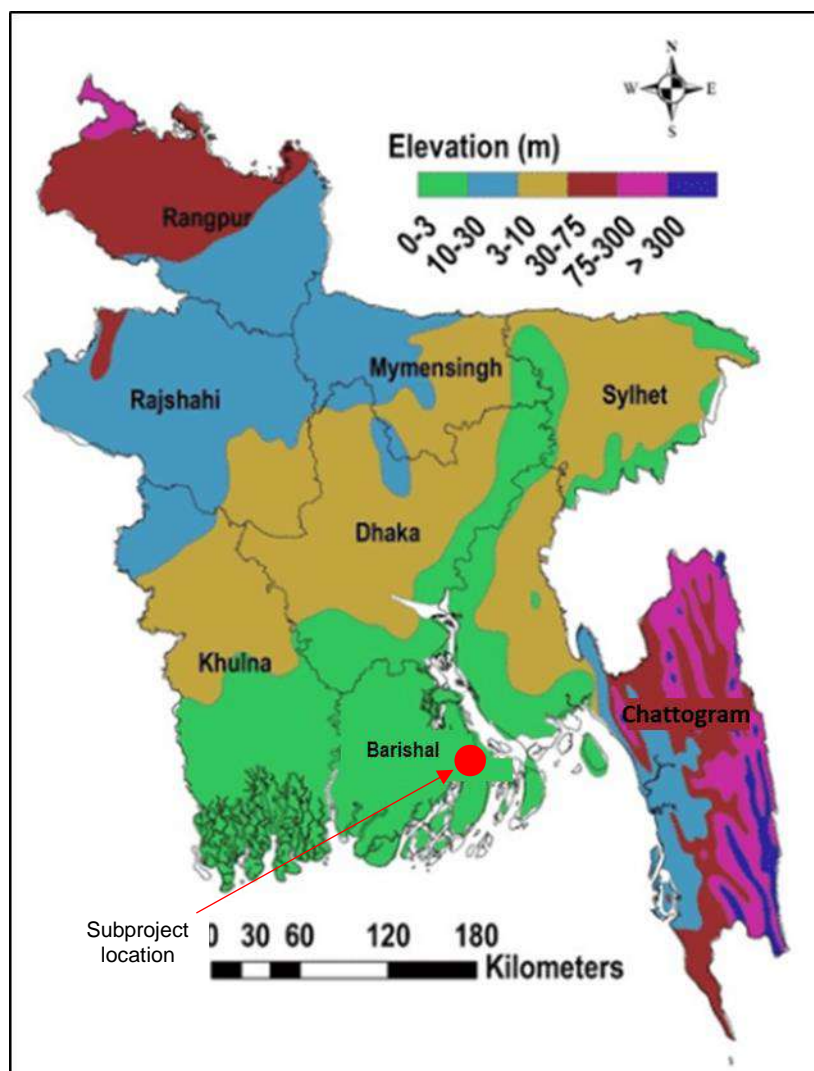 N
W E
S
Elevation (m)
0-3
10-30
3-10
30-75
75-300
> 300
Rangpur
Mymensingh
Rajshahi
Sylhet
Dhaka
Khulna
Chattogram
Barishal
Subproject
location
0 30 60 120 180
Kilometers